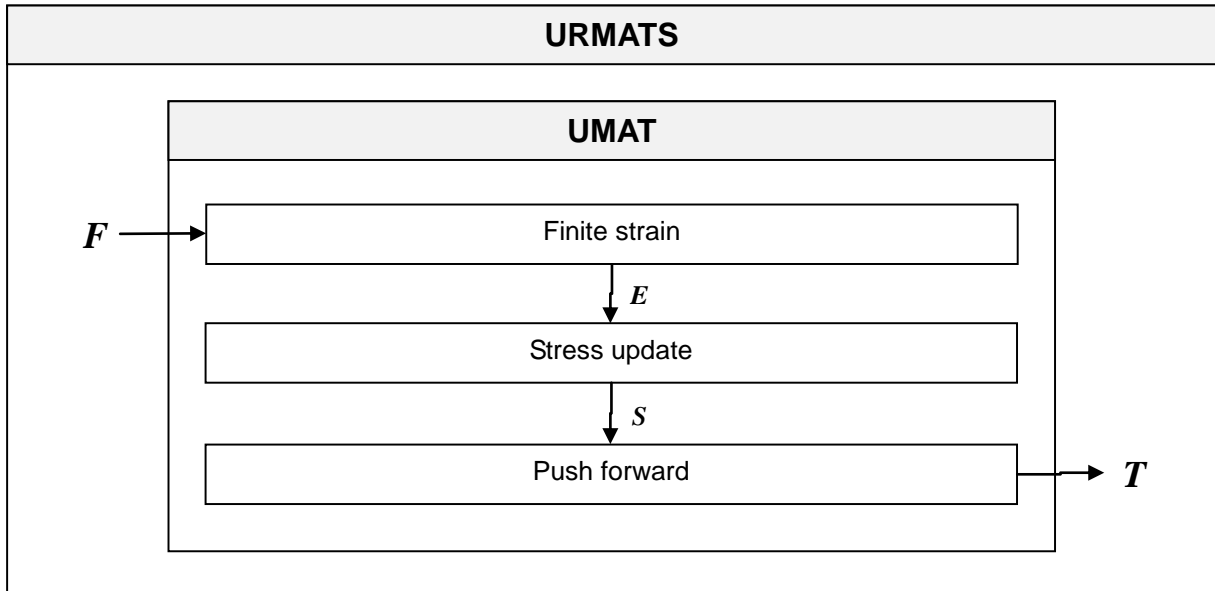 URMATS
UMAT
F
Finite strain
E
Stress update
S
Push forward
T